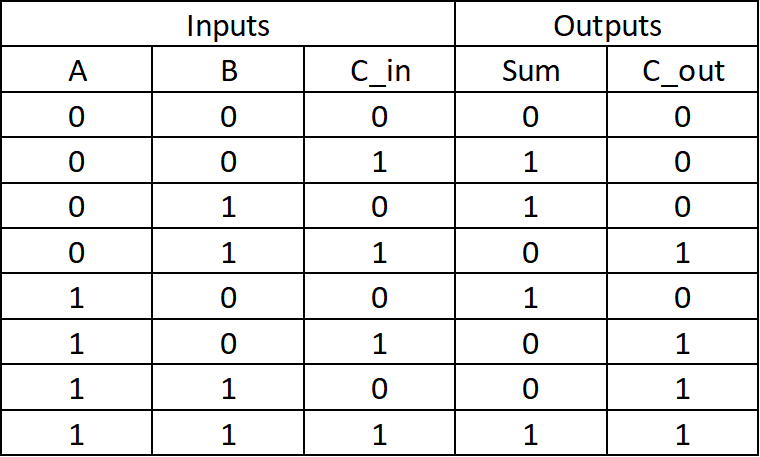 Inputs Outputs
A B C_in Sum C_out
0 0 0 0 0
0 0 1 1 0
0 1 0 1 0
0 1 1 0 1
1 0 0 1 0
1 0 1 0 1
1 1 0 0 1
1 1 1 1 1